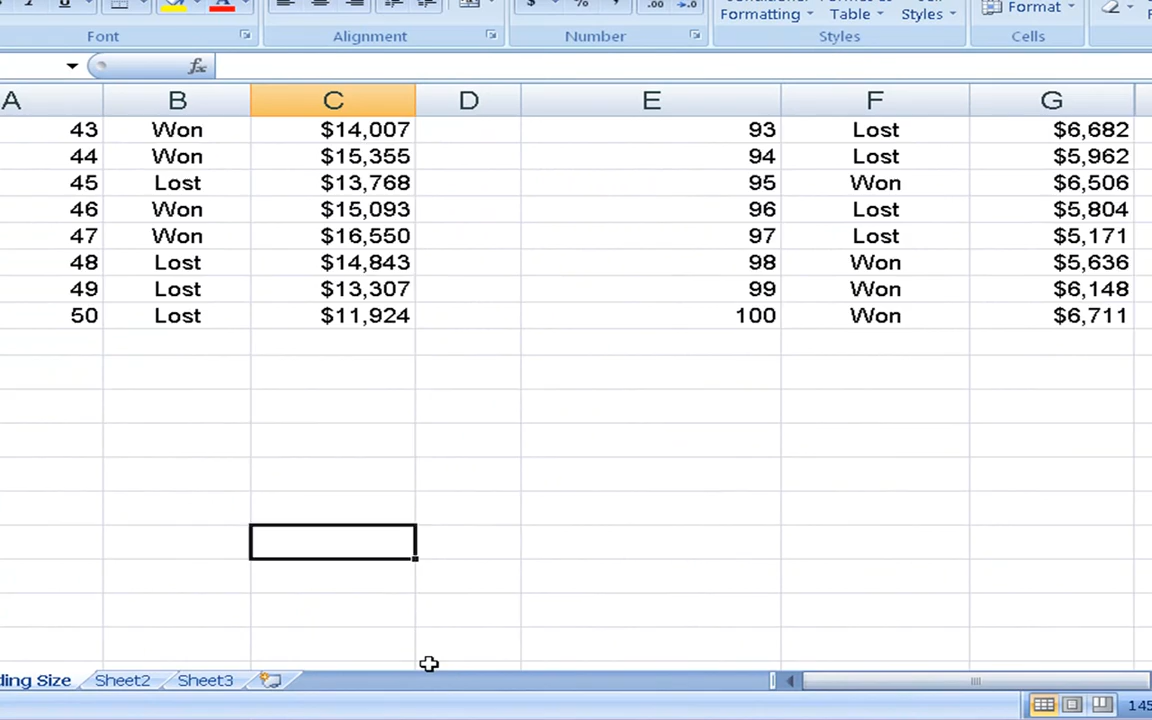 Formatting Table Styles Format
Font Alignment Number Styles Cells
A B C D E F G
43 Won $14,007 93 Lost $6,682
44 Won $15,355 94 Lost $5,962
45 Lost $13,768 95 Won $6,506
46 Won $15,093 96 Lost $5,804
47 Won $16,550 97 Lost $5,171
48 Lost $14,843 98 Won $5,636
49 Lost $13,307 99 Won $6,148
50 Lost $11,924 100 Won $6,711
ding Size Sheet2 Sheet3
145